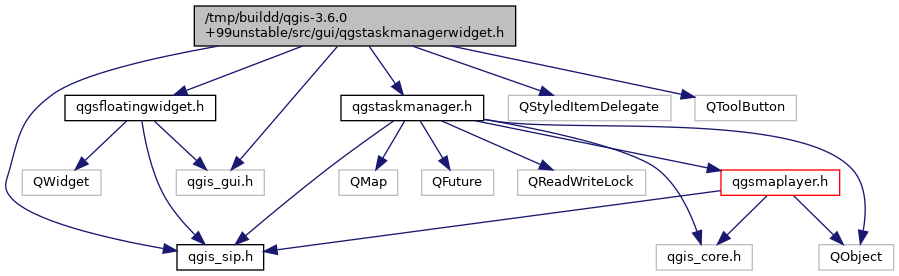 /tmp/buildd/qgis-3.6.0
+99unstable/src/gui/qgstaskmanagerwidget.h
qgsfloatingwidget.h
qgstaskmanager.h
QStyledItemDelegate
QToolButton
QWidget
qgis_gui.h
QMap
QFuture
QReadWriteLock
qgsmaplayer.h
qgis_sip.h
qgis_core.h
QObject